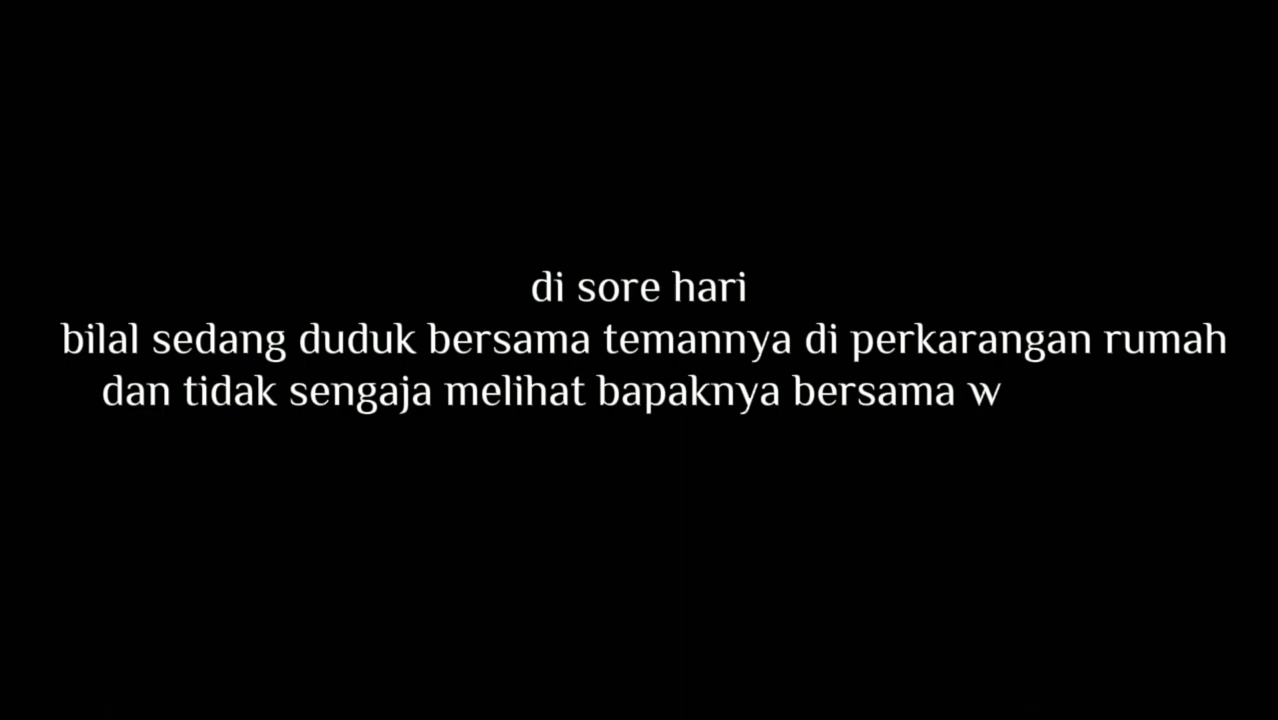 di sore hari
bilal sedang duduk bersama temannya di perkarangan rumah
dan tidak sengaja melihat bapaknya bersama w